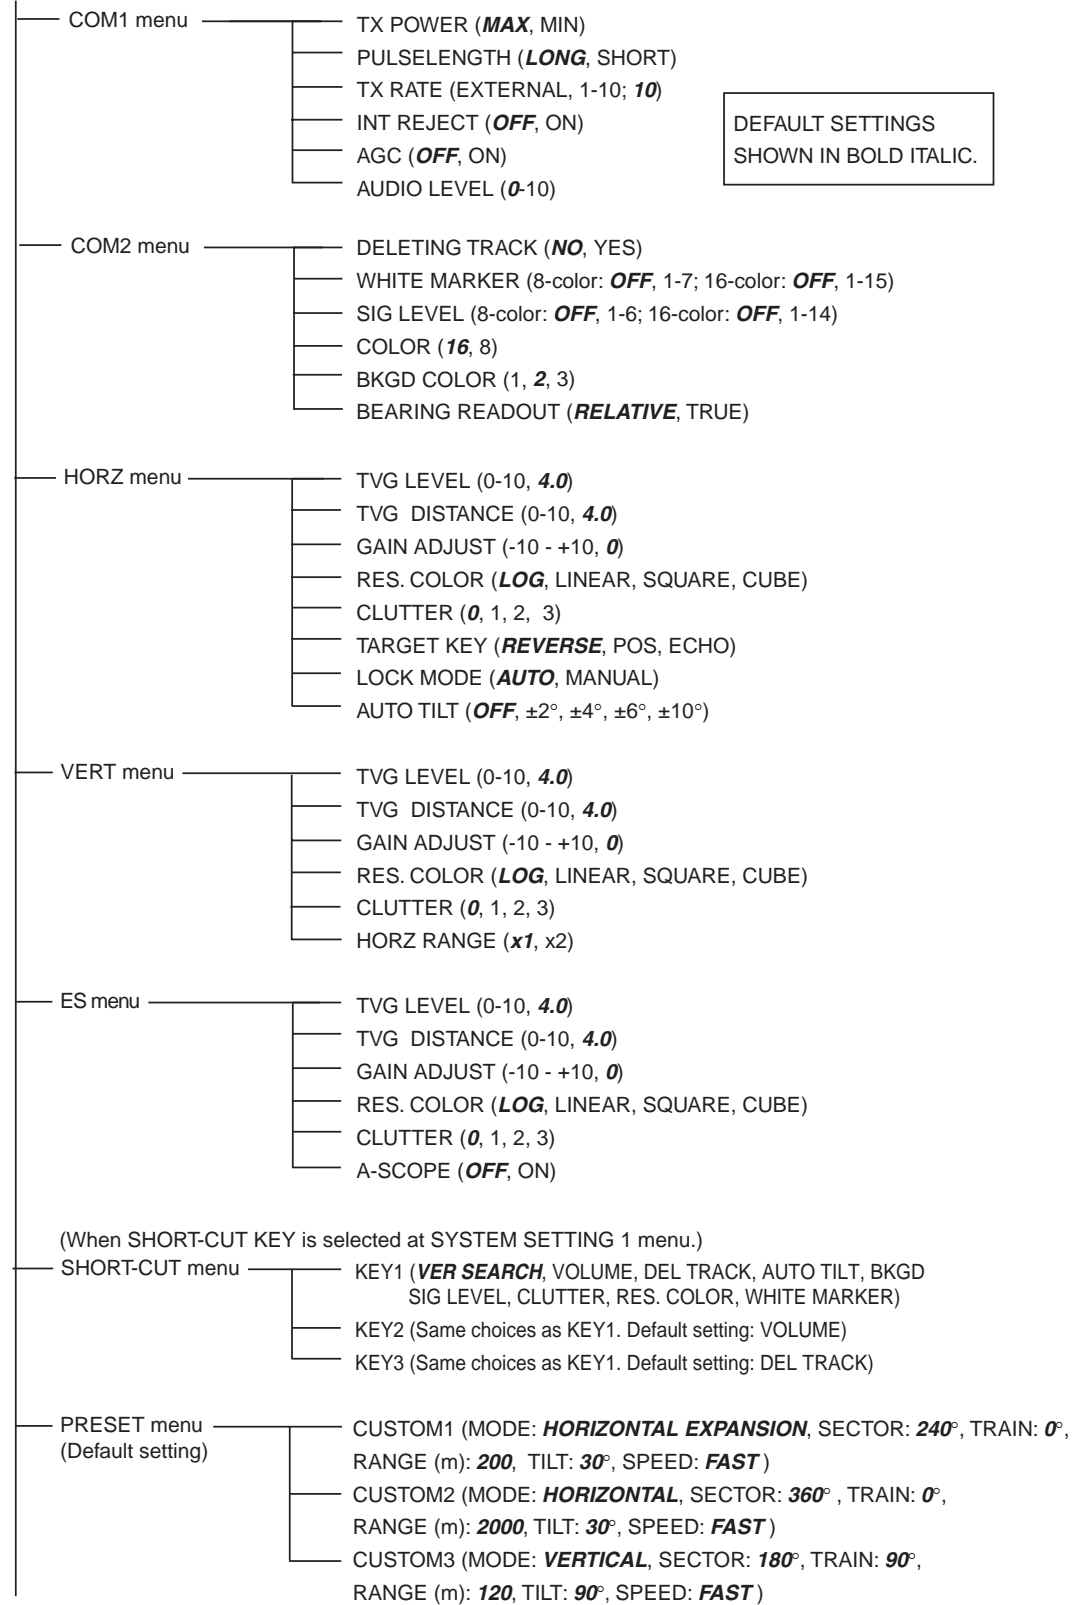 COM1 menu
TX POWER (MAX, MIN)
PULSELENGTH (LONG, SHORT)
TX RATE (EXTERNAL, 1-10; 10)
INT REJECT (OFF, ON)
AGC (OFF, ON)
AUDIO LEVEL (0-10)
DEFAULT SETTINGS
SHOWN IN BOLD ITALIC.
COM2 menu
DELETING TRACK (NO, YES)
WHITE MARKER (8-color: OFF, 1-7; 16-color: OFF, 1-15)
SIG LEVEL (8-color: OFF, 1-6; 16-color: OFF, 1-14)
COLOR (16, 8)
BKGD COLOR (1, 2, 3)
BEARING READOUT (RELATIVE, TRUE)
HORZ menu
TVG LEVEL (0-10, 4.0)
TVG DISTANCE (0-10, 4.0)
GAIN ADJUST (-10 - +10, 0)
RES. COLOR (LOG, LINEAR, SQUARE, CUBE)
CLUTTER (0, 1, 2, 3)
TARGET KEY (REVERSE, POS, ECHO)
LOCK MODE (AUTO, MANUAL)
AUTO TILT (OFF, ±2°, ±4°, ±6°, ±10°)
VERT menu
TVG LEVEL (0-10, 4.0)
TVG DISTANCE (0-10, 4.0)
GAIN ADJUST (-10 - +10, 0)
RES. COLOR (LOG, LINEAR, SQUARE, CUBE)
CLUTTER (0, 1, 2, 3)
HORZ RANGE (x1, x2)
ES menu
TVG LEVEL (0-10, 4.0)
TVG DISTANCE (0-10, 4.0)
GAIN ADJUST (-10 - +10, 0)
RES. COLOR (LOG, LINEAR, SQUARE, CUBE)
CLUTTER (0, 1, 2, 3)
A-SCOPE (OFF, ON)
(When SHORT-CUT KEY is selected at SYSTEM SETTING 1 menu.)
SHORT-CUT menu
KEY1 (VER SEARCH, VOLUME, DEL TRACK, AUTO TILT, BKGD
SIG LEVEL, CLUTTER, RES. COLOR, WHITE MARKER)
KEY2 (Same choices as KEY1. Default setting: VOLUME)
KEY3 (Same choices as KEY1. Default setting: DEL TRACK)
PRESET menu
(Default setting)
CUSTOM1 (MODE: HORIZONTAL EXPANSION, SECTOR: 240°, TRAIN: 0°,
RANGE (m): 200, TILT: 30°, SPEED: FAST )
CUSTOM2 (MODE: HORIZONTAL, SECTOR: 360° , TRAIN: 0°,
RANGE (m): 2000, TILT: 30°, SPEED: FAST )
CUSTOM3 (MODE: VERTICAL, SECTOR: 180°, TRAIN: 90°,
RANGE (m): 120, TILT: 90°, SPEED: FAST )